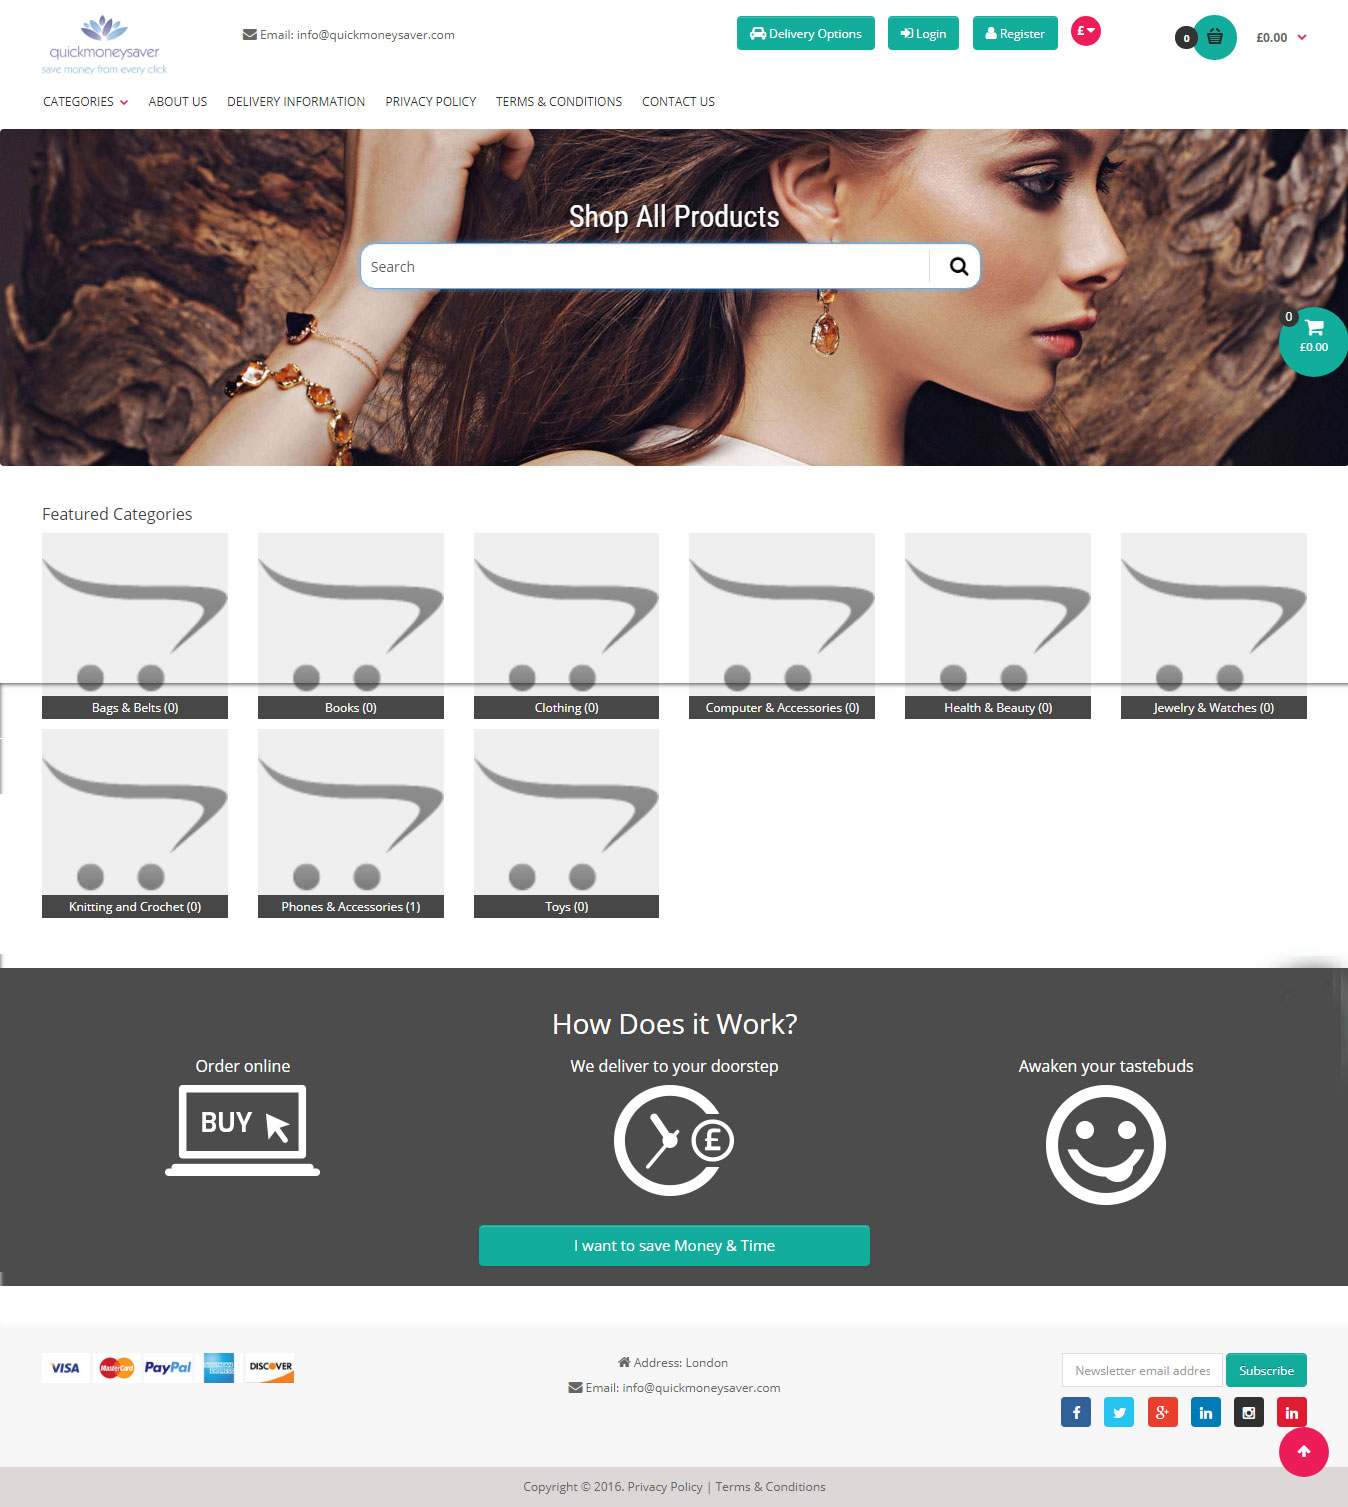 quickmoneysaver
save money from every click
Email: info@quickmoneysaver.com
Delivery Options
Login
Register
£
0
£0.00
CATEGORIES
ABOUT US
DELIVERY INFORMATION
PRIVACY POLICY
TERMS & CONDITIONS
CONTACT US
Shop All Products
Search
0
£0.00
Featured Categories
Bags & Belts (0)
Books (0)
Clothing (0)
Computer & Accessories (0)
Health & Beauty (0)
Jewelry & Watches (0)
Knitting and Crochet (0)
Phones & Accessories (1)
Toys (0)
How Does it Work?
Order online
We deliver to your doorstep
Awaken your tastebuds
BUY
£
I want to save Money & Time
VISA
MasterCard
PayPal
AMERICAN EXPRESS
DISCOVER
Address: London
Email: info@quickmoneysaver.com
Newsletter email addres
Subscribe
f
g+
in
in
Copyright © 2016. Privacy Policy | Terms & Conditions